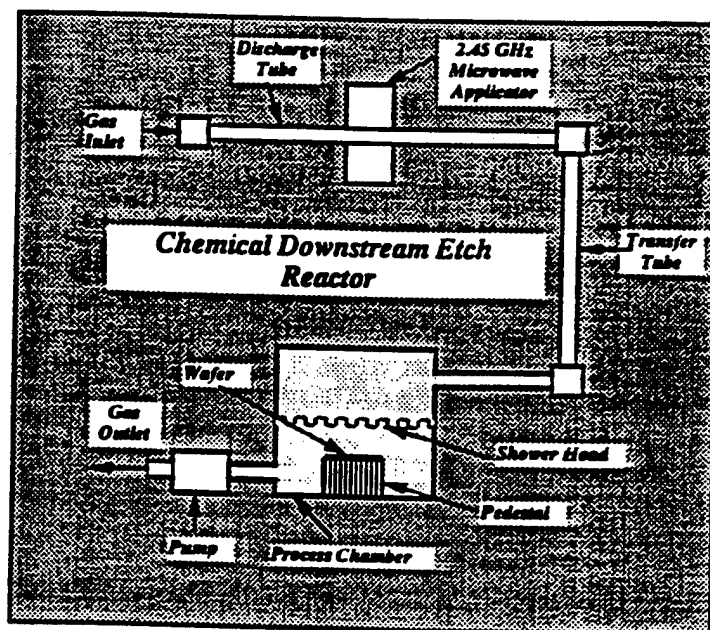 Discharge
Tube
2.45 GHz
Microwave
Applicator
Gas
Inlet
Chemical Downstream Etch
Reactor
Transfer
Tube
Wafer
Gas
Outlet
Shower Head
Pedestal
Pump
Process Chamber